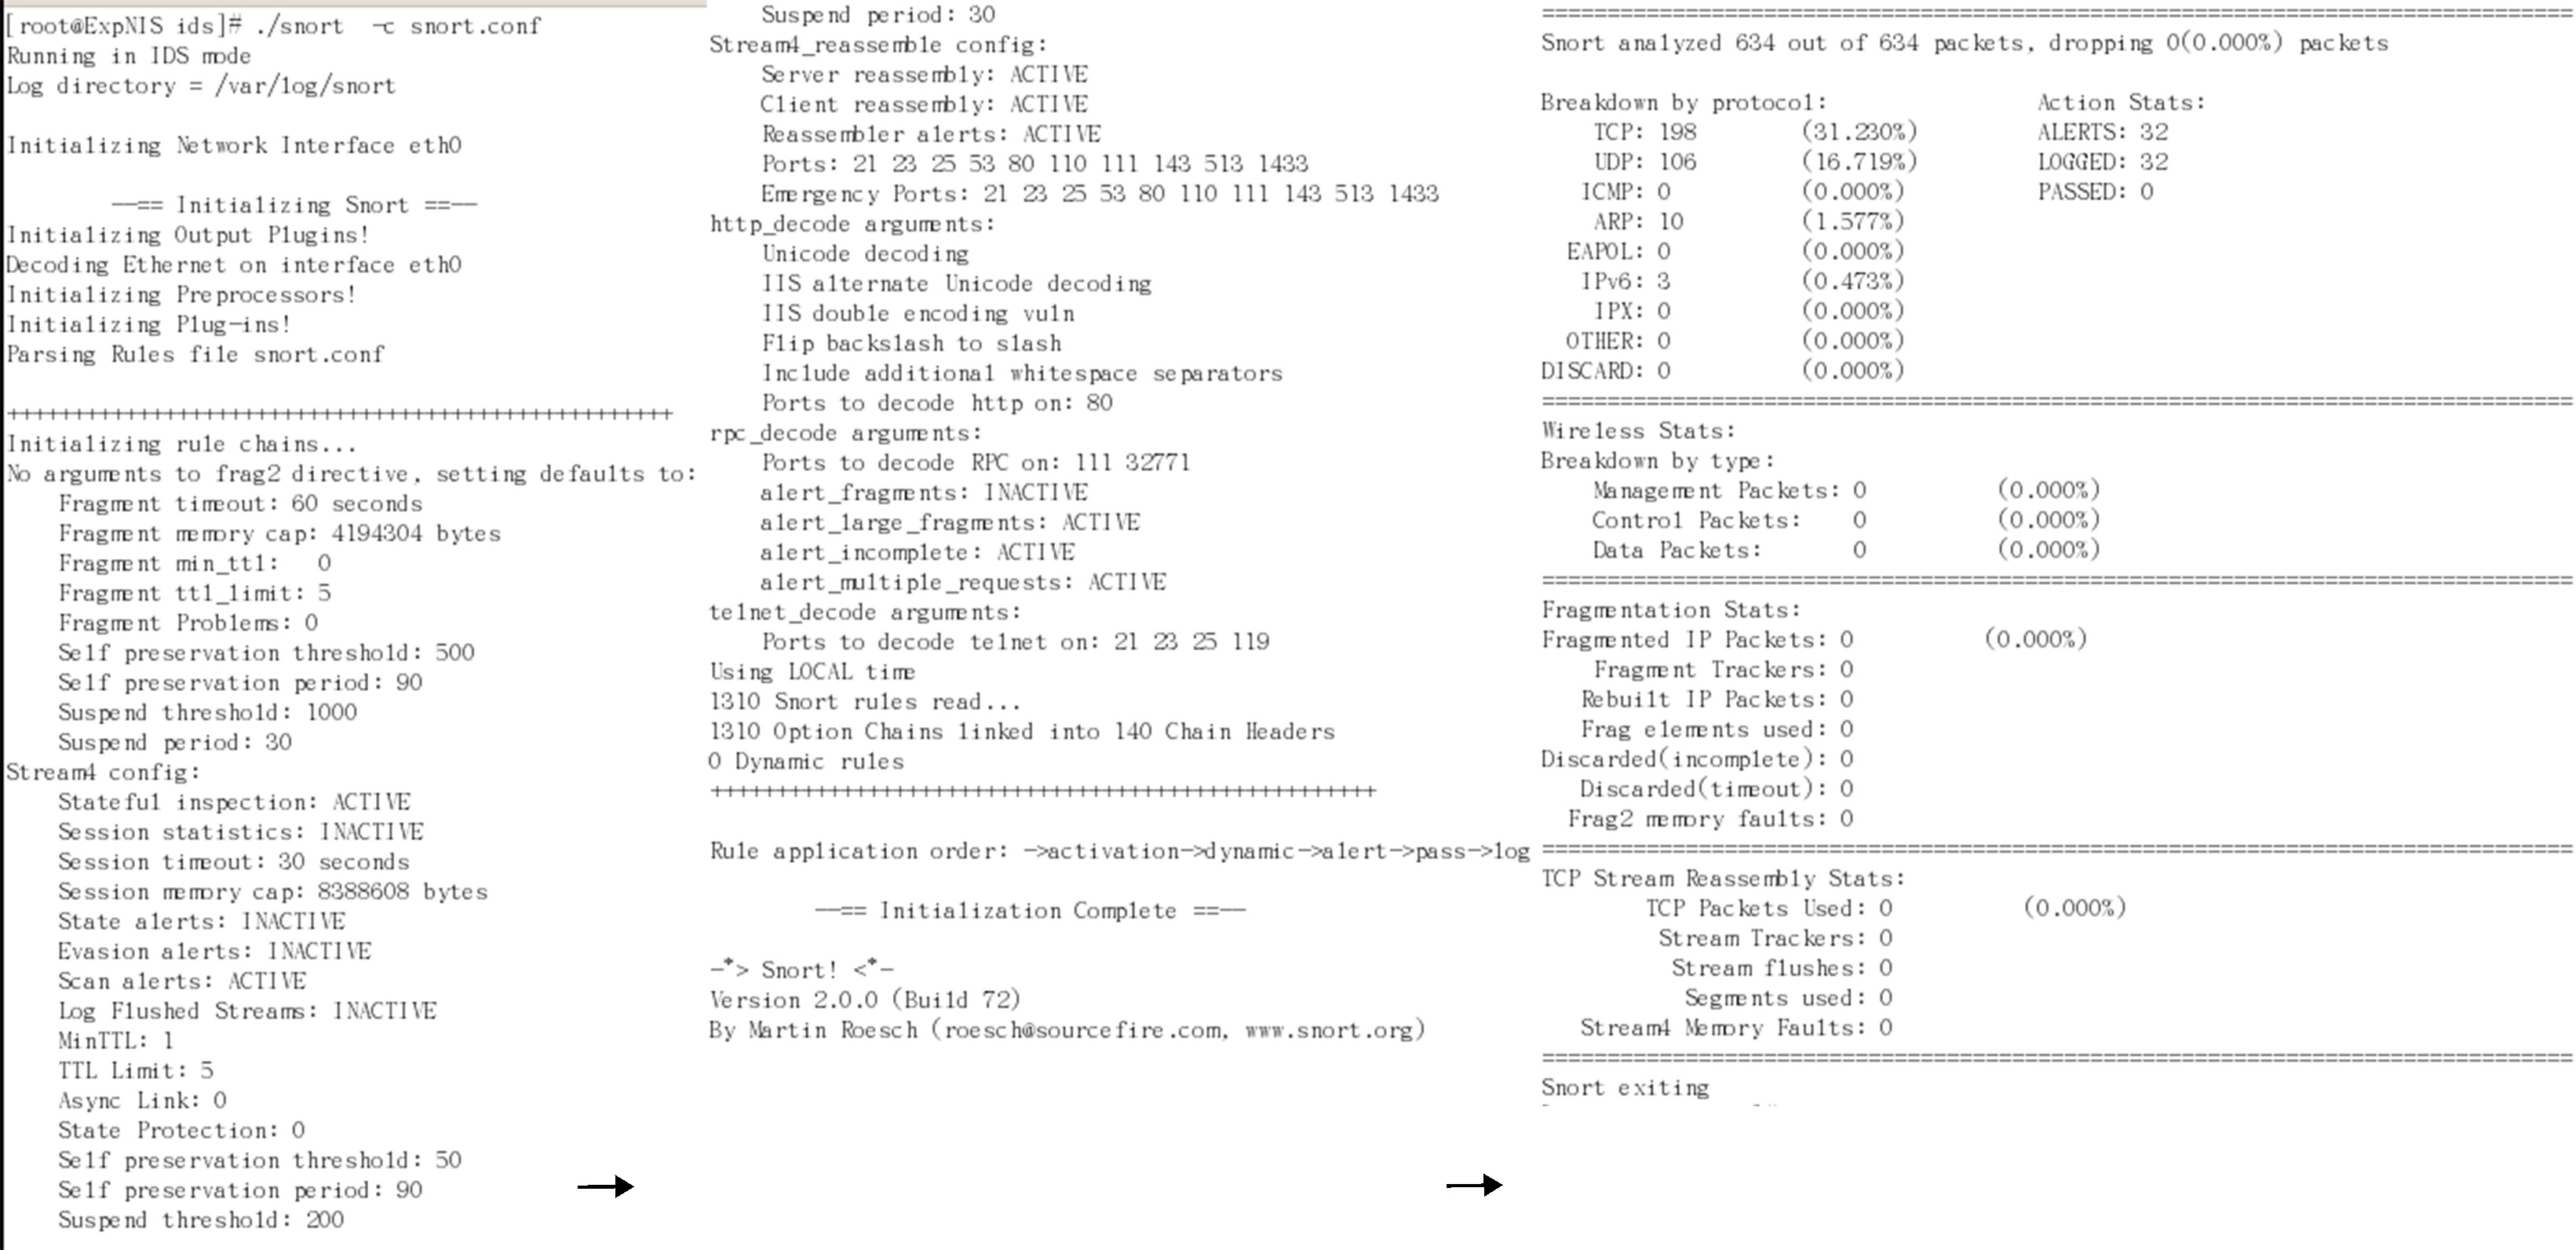 [root@ExpNIS ids]# ./snort  -c snort.conf
Running in IDS mode
Log directory = /var/log/snort

Initializing Network Interface eth0

        --== Initializing Snort ==--
Initializing Output Plugins!
Decoding Ethernet on interface eth0
Initializing Preprocessors!
Initializing Plug-ins!
Parsing Rules file snort.conf

+++++++++++++++++++++++++++++++++++++++++++++++++++
Initializing rule chains...
No arguments to frag2 directive, setting defaults to:
    Fragment timeout: 60 seconds
    Fragment memory cap: 4194304 bytes
    Fragment min_ttl:   0
    Fragment ttl_limit: 5
    Fragment Problems: 0
    Self preservation threshold: 500
    Self preservation period: 90
    Suspend threshold: 1000
    Suspend period: 30
Stream4 config:
    Stateful inspection: ACTIVE
    Session statistics: INACTIVE
    Session timeout: 30 seconds
    Session memory cap: 8388608 bytes
    State alerts: INACTIVE
    Evasion alerts: INACTIVE
    Scan alerts: ACTIVE
    Log Flushed Streams: INACTIVE
    MinTTL: 1
    TTL Limit: 5
    Async Link: 0
    State Protection: 0
    Self preservation threshold: 50
    Self preservation period: 90
    Suspend threshold: 200
    Suspend period: 30
Stream4_reassemble config:
    Server reassembly: ACTIVE
    Client reassembly: ACTIVE
    Reassembler alerts: ACTIVE
    Ports: 21 23 25 53 80 110 111 143 513 1433
    Emergency Ports: 21 23 25 53 80 110 111 143 513 1433
http_decode arguments:
    Unicode decoding
    IIS alternate Unicode decoding
    IIS double encoding vuln
    Flip backslash to slash
    Include additional whitespace separators
    Ports to decode http on: 80
rpc_decode arguments:
    Ports to decode RPC on: 111 32771
    alert_fragments: INACTIVE
    alert_large_fragments: ACTIVE
    alert_incomplete: ACTIVE
    alert_multiple_requests: ACTIVE
telnet_decode arguments:
    Ports to decode telnet on: 21 23 25 119
Using LOCAL time
1310 Snort rules read...
1310 Option Chains linked into 140 Chain Headers
0 Dynamic rules
+++++++++++++++++++++++++++++++++++++++++++++++++++

Rule application order: ->activation->dynamic->alert->pass->log

        --== Initialization Complete ==--

-*> Snort! <*-
Version 2.0.0 (Build 72)
By Martin Roesch (roesch@sourcefire.com, www.snort.org)

===============================================================================
Snort analyzed 634 out of 634 packets, dropping 0(0.000%) packets

Breakdown by protocol:                Action Stats:
    TCP: 198        (31.230%)         ALERTS: 32
    UDP: 106        (16.719%)         LOGGED: 32
   ICMP: 0          (0.000%)          PASSED: 0
    ARP: 10         (1.577%)
  EAPOL: 0          (0.000%)
   IPv6: 3          (0.473%)
    IPX: 0          (0.000%)
  OTHER: 0          (0.000%)
DISCARD: 0          (0.000%)
===============================================================================
Wireless Stats:
Breakdown by type:
    Management Packets: 0          (0.000%)
    Control Packets:    0          (0.000%)
    Data Packets:       0          (0.000%)
===============================================================================
Fragmentation Stats:
Fragmented IP Packets: 0          (0.000%)
    Fragment Trackers: 0
   Rebuilt IP Packets: 0
   Frag elements used: 0
Discarded(incomplete): 0
   Discarded(timeout): 0
  Frag2 memory faults: 0
===============================================================================
TCP Stream Reassembly Stats:
        TCP Packets Used: 0          (0.000%)
         Stream Trackers: 0
          Stream flushes: 0
           Segments used: 0
   Stream4 Memory Faults: 0
===============================================================================
Snort exiting